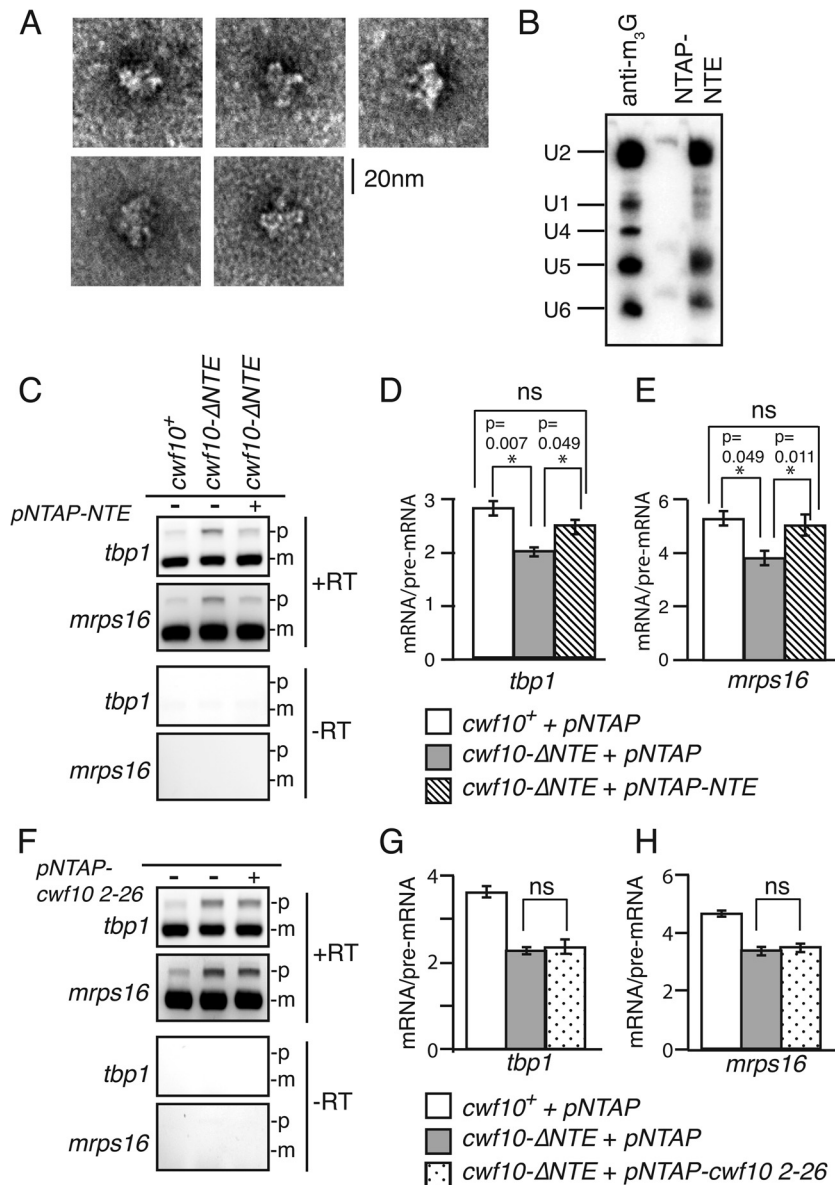 A
20nm
B
anti-m3G
NTAP-
NTE
U2
U1
U4
U5
U6
C
cwf10+
cwf10-ΔNTE
cwf10-ΔNTE
pNTAP-NTE - - +
tbp1 -p -m
mrps16 -p -m
+RT
tbp1 -p -m
mrps16 -p -m
-RT
D
ns
p= 0.007 *
p= 0.049 *
mRNA/pre-mRNA
3
2
1
0
tbp1
E
ns
p= 0.049 *
p= 0.011 *
mRNA/pre-mRNA
6
4
2
0
mrps16
cwf10+ + pNTAP
cwf10-ΔNTE + pNTAP
cwf10-ΔNTE + pNTAP-NTE
F
pNTAP-
cwf10 2-26 - - +
tbp1 -p -m
mrps16 -p -m
+RT
tbp1 -p -m
mrps16 -p -m
-RT
G
ns
mRNA/pre-mRNA
4
2
0
tbp1
H
ns
mRNA/pre-mRNA
6
4
2
0
mrps16
cwf10+ + pNTAP
cwf10-ΔNTE + pNTAP
cwf10-ΔNTE + pNTAP-cwf10 2-26